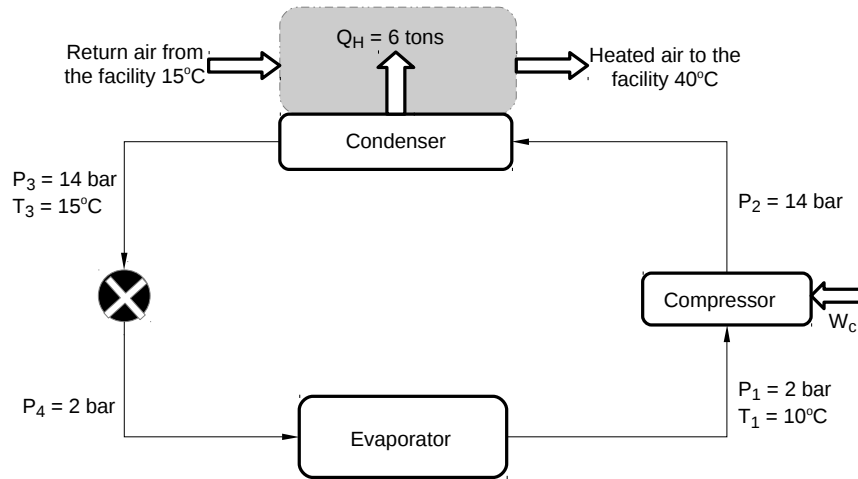 Return air from
the facility 15°C
Q_H = 6 tons
Heated air to the
facility 40°C
Condenser
P_3 = 14 bar
T_3 = 15°C
P_2 = 14 bar
Compressor
W_c
P_4 = 2 bar
Evaporator
P_1 = 2 bar
T_1 = 10°C